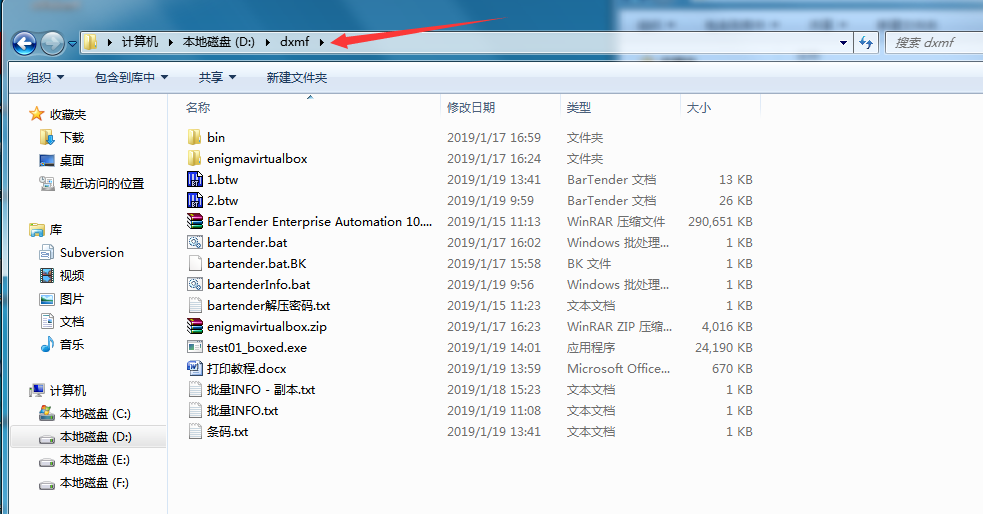 计算机 本地磁盘 (D:) dxmf
搜索 dxmf
组织 包含到库中 共享 新建文件夹
收藏夹
下载
桌面
最近访问的位置
库
Subversion
视频
图片
文档
音乐
计算机
本地磁盘 (C:)
本地磁盘 (D:)
本地磁盘 (E:)
本地磁盘 (F:)
名称 修改日期 类型 大小
bin 2019/1/17 16:59 文件夹
enigmavirtualbox 2019/1/17 16:24 文件夹
1.btw 2019/1/19 13:41 BarTender 文档 13 KB
2.btw 2019/1/19 9:59 BarTender 文档 26 KB
BarTender Enterprise Automation 10.... 2019/1/15 11:13 WinRAR 压缩文件 290,651 KB
bartender.bat 2019/1/17 16:02 Windows 批处理... 1 KB
bartender.bat.BK 2019/1/17 15:58 BK 文件 1 KB
bartenderInfo.bat 2019/1/19 9:56 Windows 批处理... 1 KB
bartender解压密码.txt 2019/1/15 11:23 文本文档 1 KB
enigmavirtualbox.zip 2019/1/17 16:23 WinRAR ZIP 压缩... 4,016 KB
test01_boxed.exe 2019/1/19 14:01 应用程序 24,190 KB
打印教程.docx 2019/1/19 13:59 Microsoft Office... 670 KB
批量INFO - 副本.txt 2019/1/18 15:23 文本文档 1 KB
批量INFO.txt 2019/1/19 11:08 文本文档 1 KB
条码.txt 2019/1/19 13:41 文本文档 1 KB